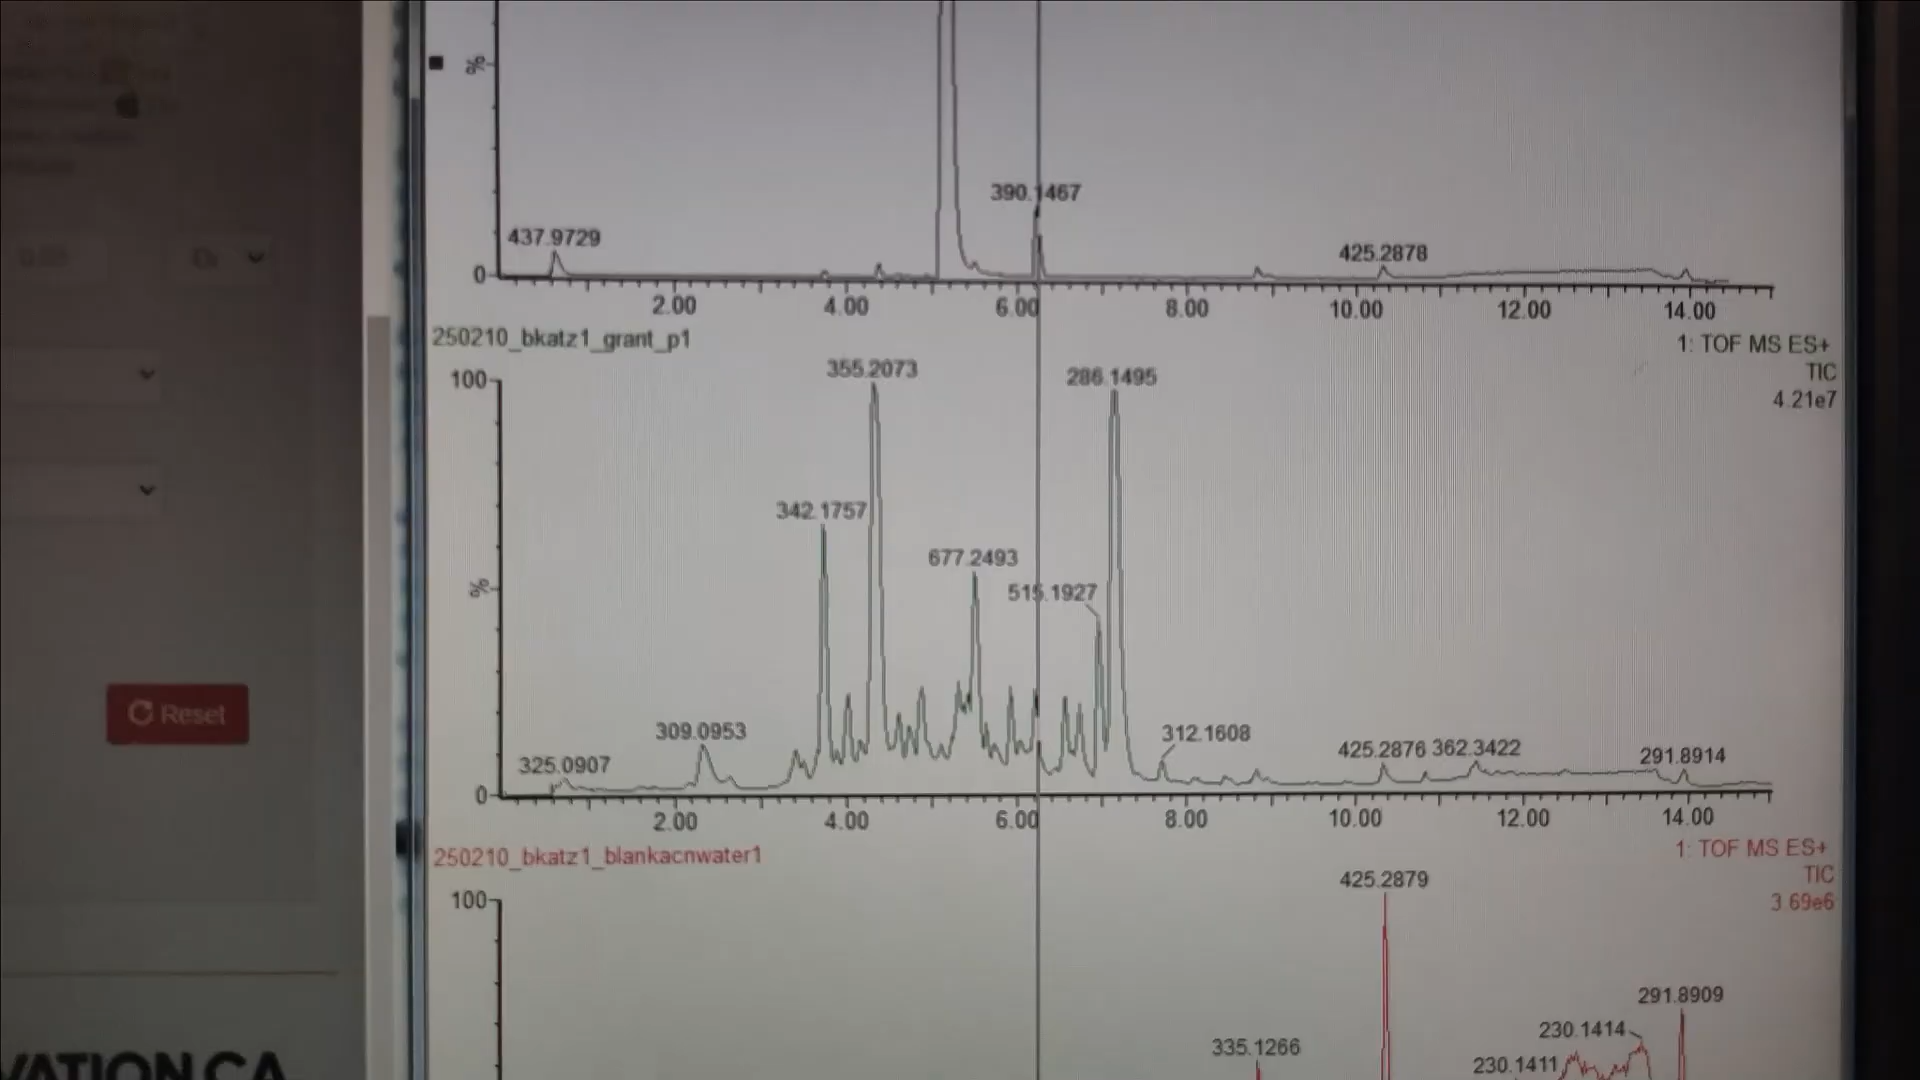 %
390.1467
437.9729
425.2878
0
2.00 4.00 6.00 8.00 10.00 12.00 14.00
250210_bkatz1_grant_p1
1: TOF MS ES+
TIC
4.21e7
100
355.2073
286.1495
342.1757
677.2493
%
515.1927
309.0953
312.1608
325.0907
425.2876 362.3422
291.8914
0
2.00 4.00 6.00 8.00 10.00 12.00 14.00
250210_bkatz1_blankacnwater1
1: TOF MS ES+
TIC
3.69e6
100
425.2879
291.8909
230.1414
335.1266
230.1411
Reset
VATION.CA